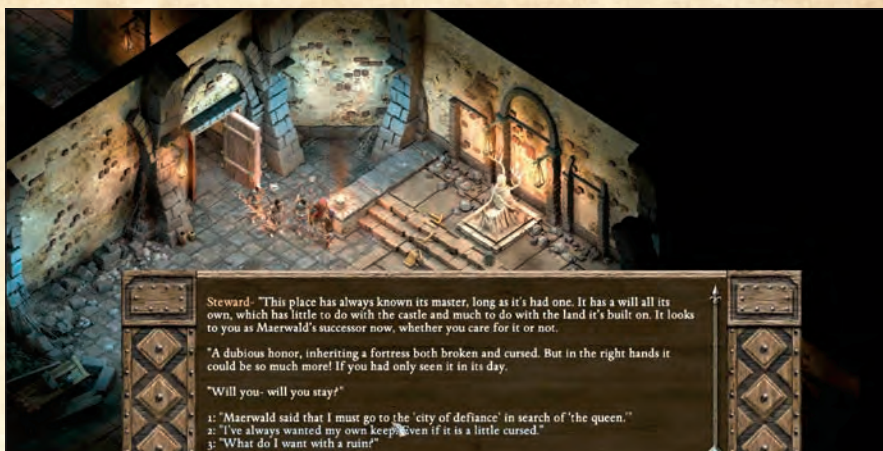 Steward- "This place has always known its master, long as it's had one. It has a will all its
own, which has little to do with the castle and much to do with the land it's built on. It looks
to you as Maerwald's successor now, whether you care for it or not.
"A dubious honor, inheriting a fortress both broken and cursed. But in the right hands it
could be so much more! If you had only seen it in its day.
"Will you- will you stay?"
1: "Maerwald said that I must go to the 'city of defiance' in search of 'the queen.'"
2: "I've always wanted my own keep. Even if it is a little cursed."
3: "What do I want with a ruin?"